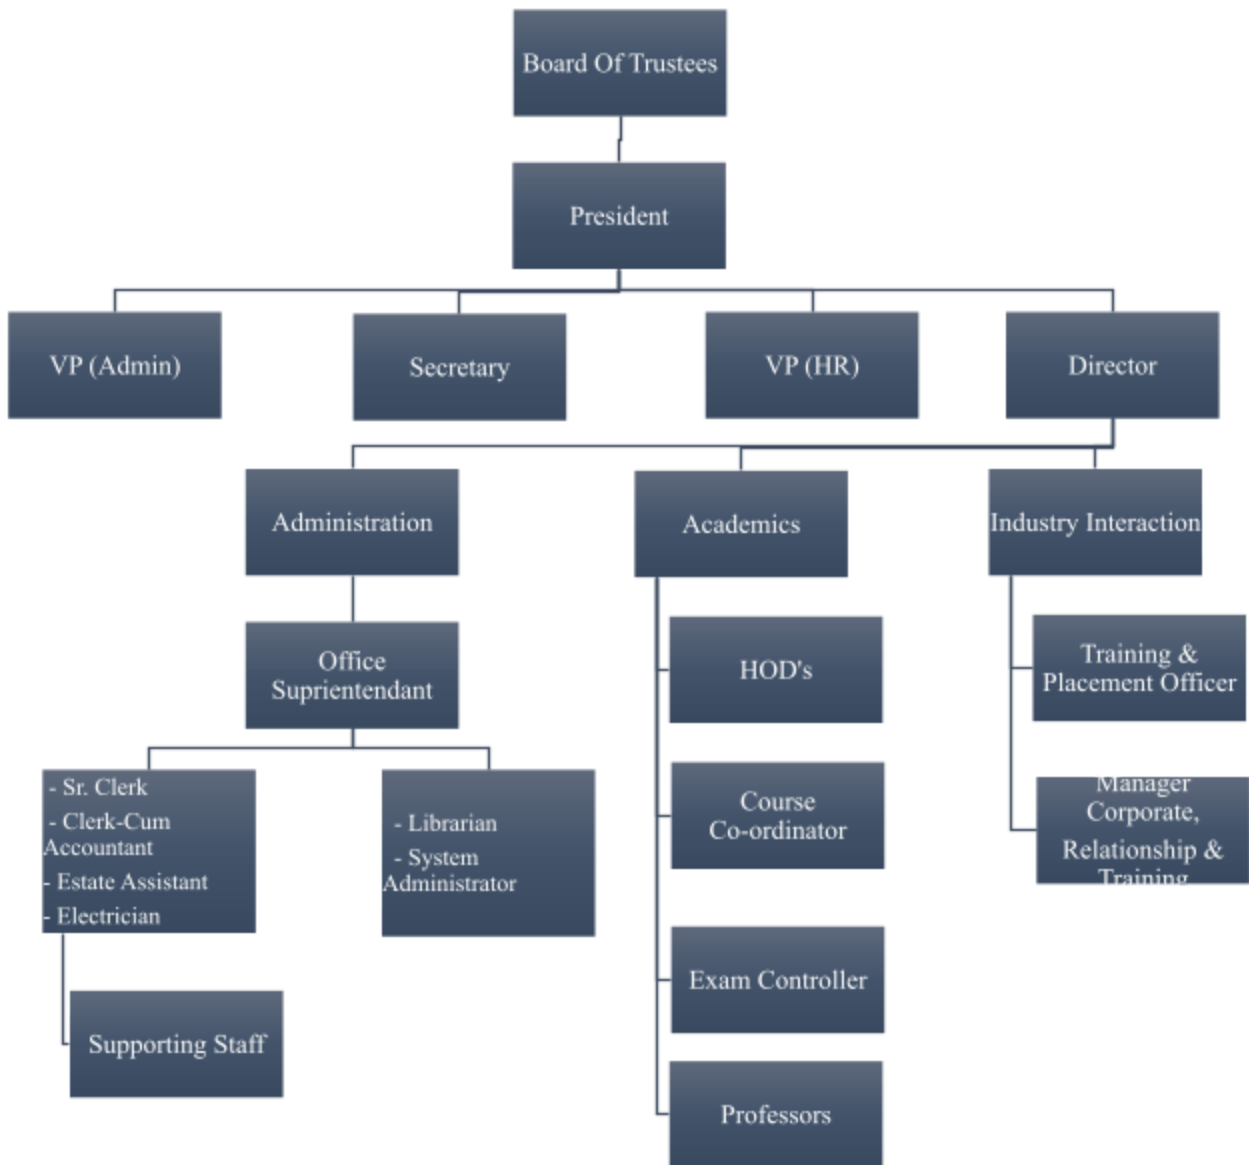 Board Of Trustees
President
VP (Admin)
Secretary
VP (HR)
Director
Administration
Academics
Industry Interaction
Office
Suprientendant
HOD's
Training &
Placement Officer
- Sr. Clerk
- Clerk-Cum
Accountant
- Estate Assistant
- Electrician
- Librarian
- System
Administrator
Course
Co-ordinator
Manager
Corporate,
Relationship &
Training
Exam Controller
Supporting Staff
Professors